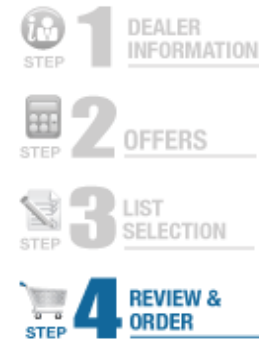 STEP 1 DEALER
INFORMATION
STEP 2 OFFERS
STEP 3 LIST
SELECTION
STEP 4 REVIEW &
ORDER